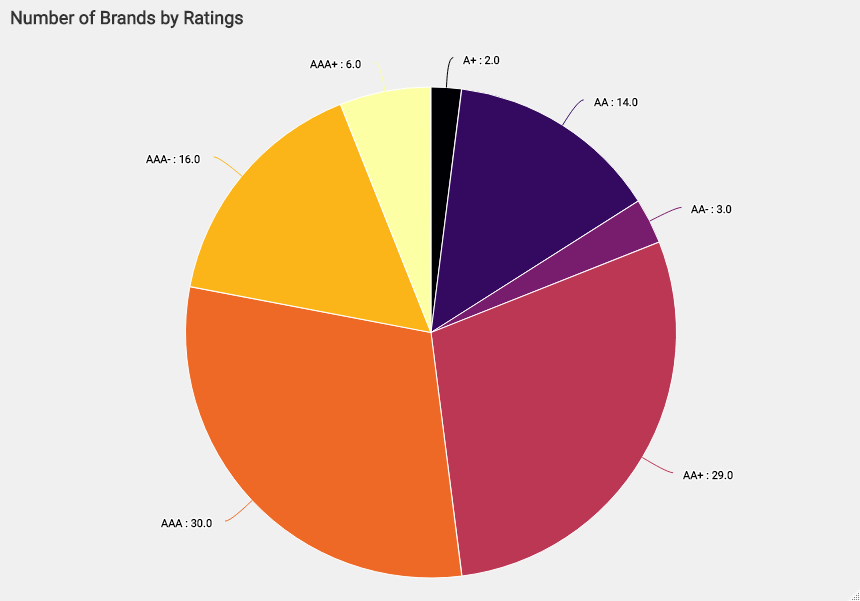 Number of Brands by Ratings
AAA+ : 6.0
A+ : 2.0
AA : 14.0
AAA- : 16.0
AA- : 3.0
AA+ : 29.0
AAA : 30.0